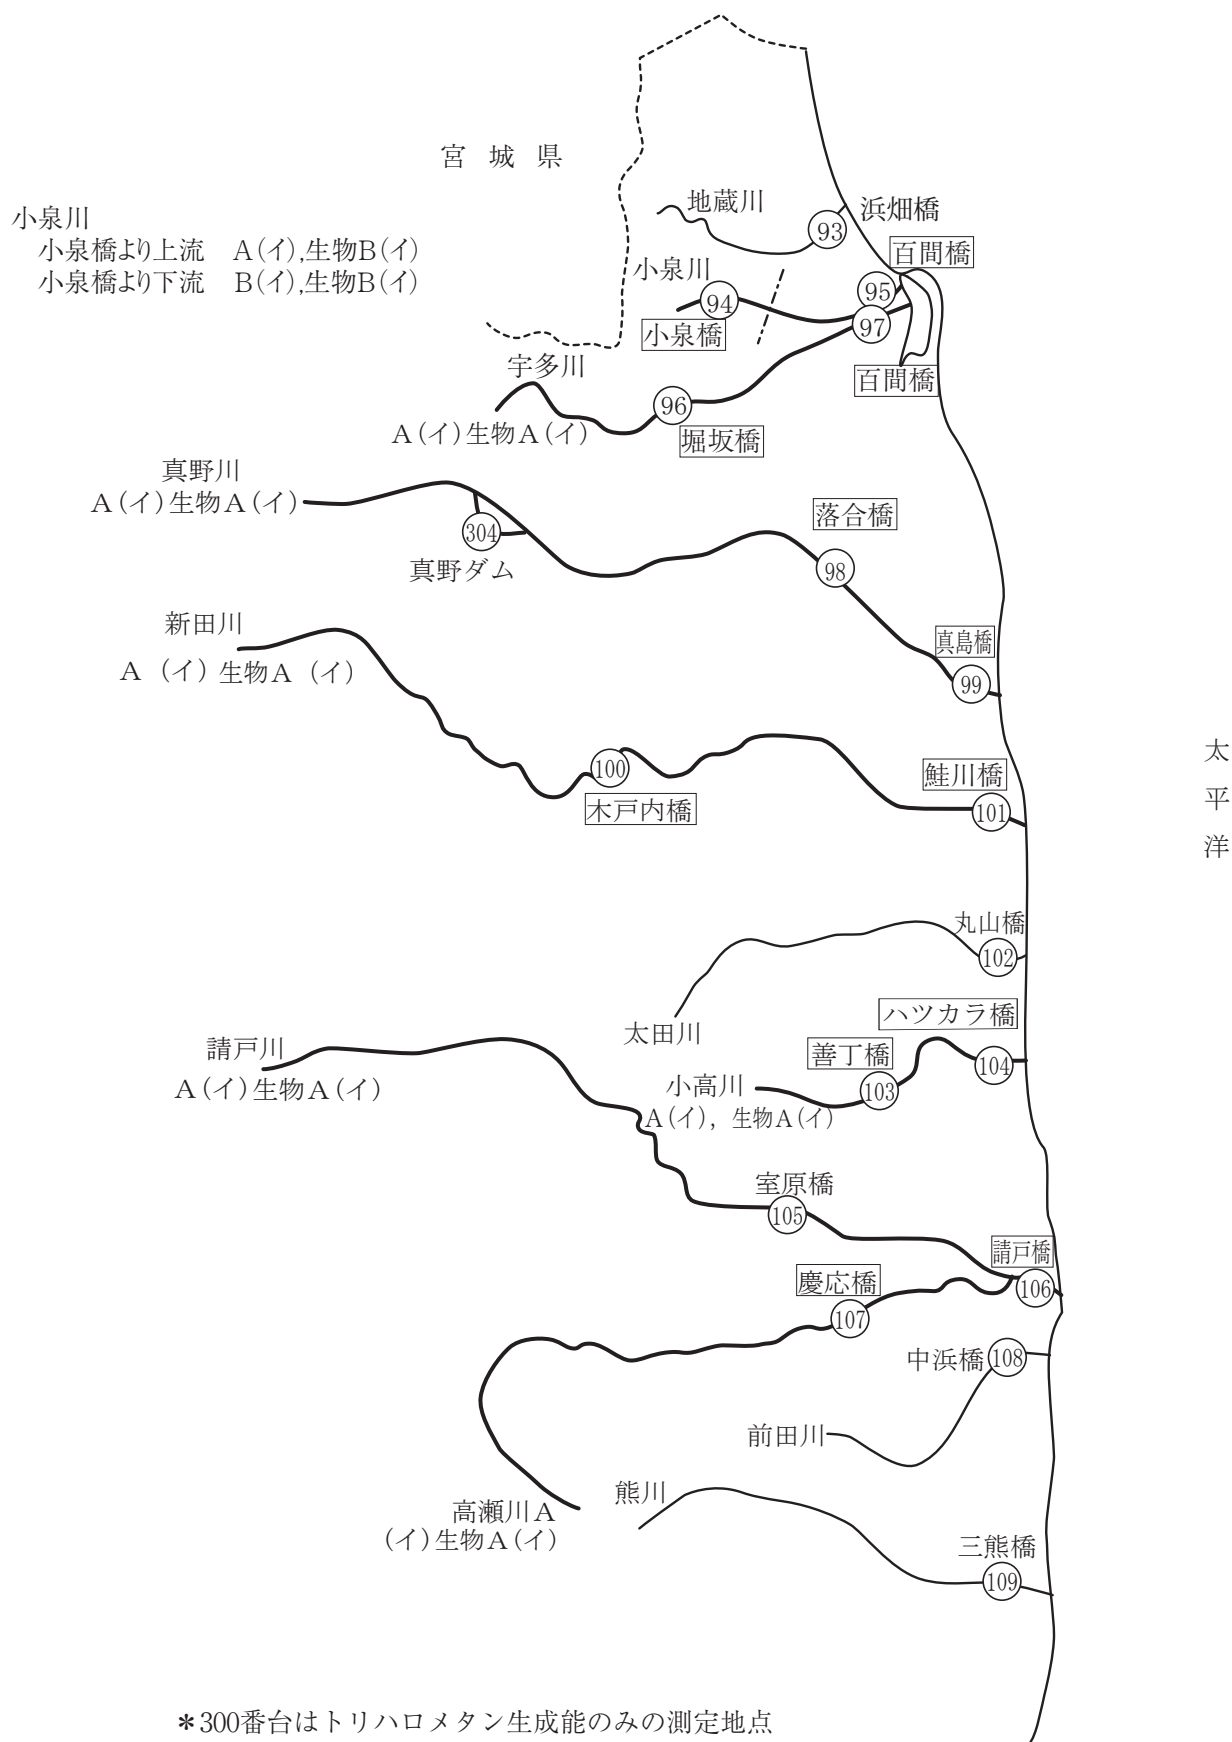 宮 城 県
地蔵川
93
浜畑橋
小泉川
小泉橋より上流 A(イ),生物B(イ)
小泉橋より下流 B(イ),生物B(イ)
百間橋
小泉川
94
95
小泉橋
97
百間橋
宇多川
96
A(イ)生物A(イ)
堀坂橋
真野川
A(イ)生物A(イ)
304
真野ダム
落合橋
98
新田川
A (イ) 生物A (イ)
真島橋
99
太
平
洋
100
木戸内橋
鮭川橋
101
丸山橋
102
太田川
ハツカラ橋
請戸川
A(イ)生物A(イ)
善丁橋
104
小高川
103
A(イ), 生物A(イ)
室原橋
105
請戸橋
106
慶応橋
107
中浜橋
108
前田川
熊川
高瀬川A
(イ)生物A(イ)
三熊橋
109
*300番台はトリハロメタン生成能のみの測定地点